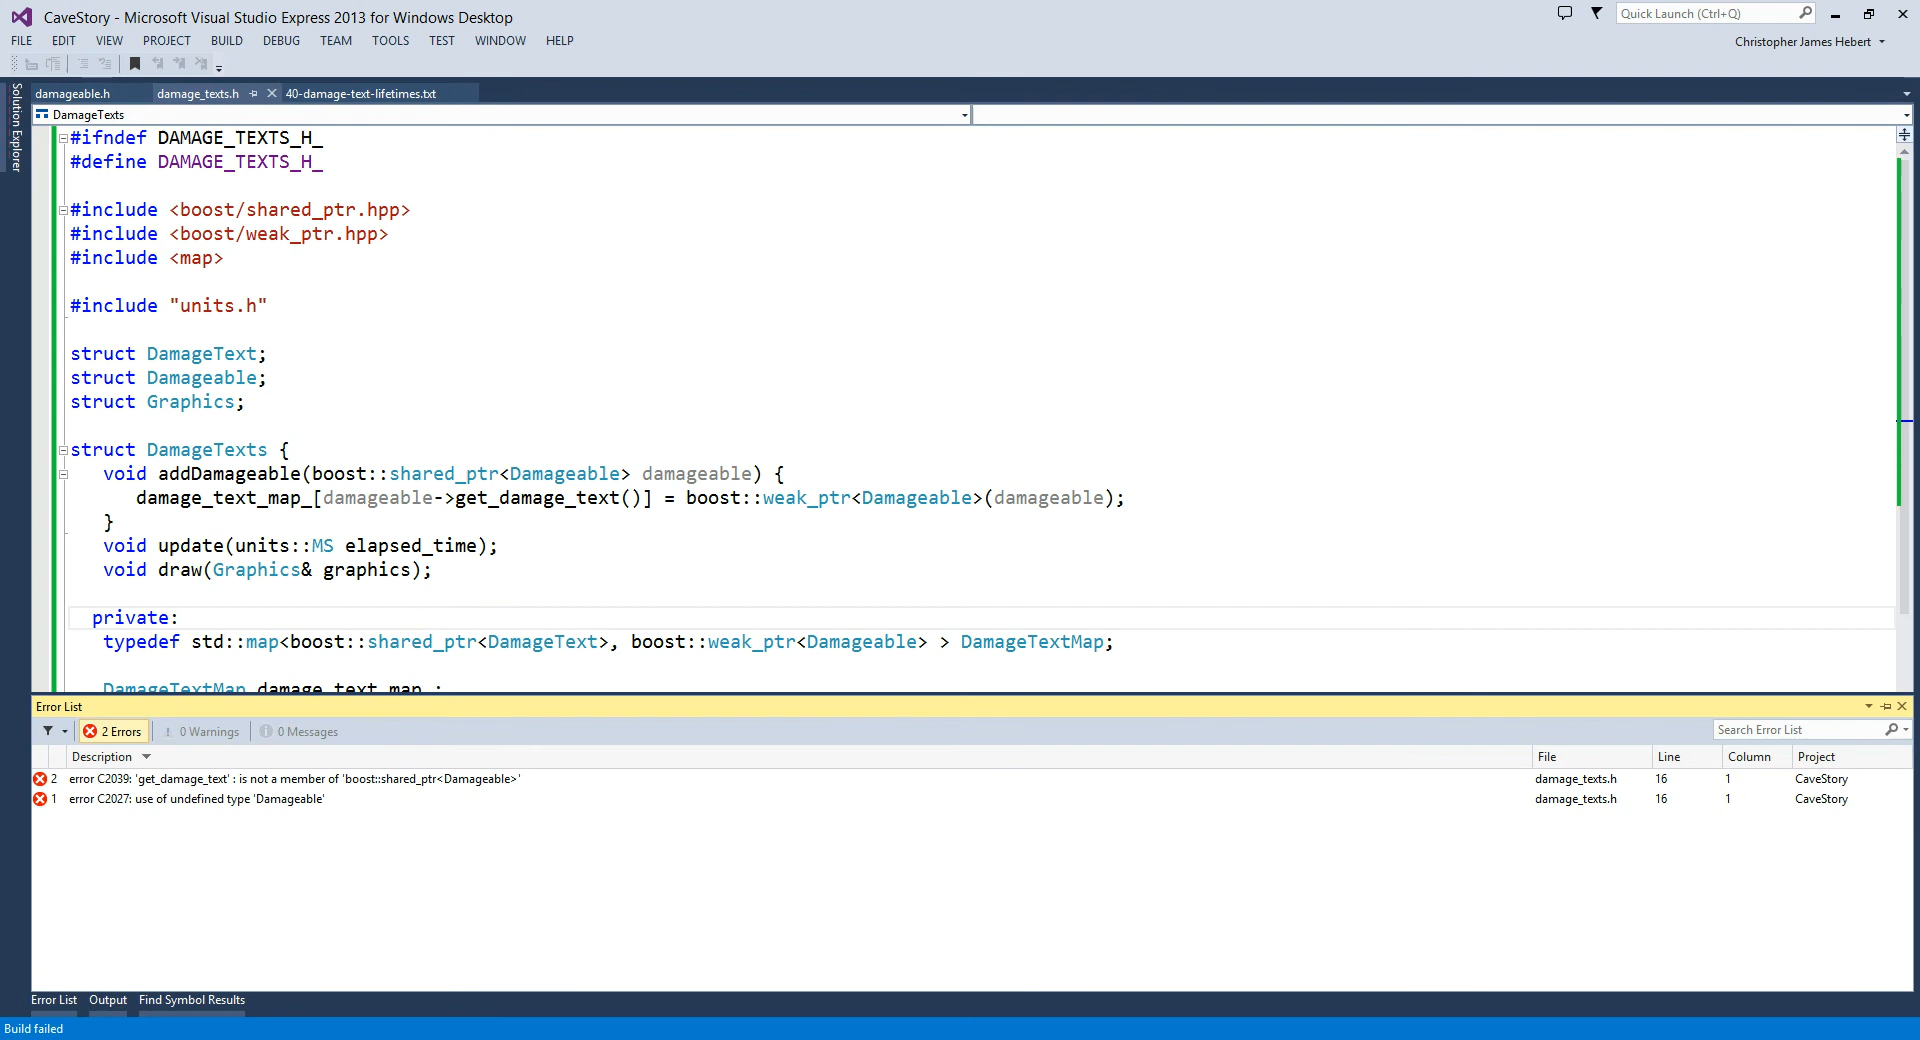 CaveStory - Microsoft Visual Studio Express 2013 for Windows Desktop
Quick Launch (Ctrl+Q)
FILE EDIT VIEW PROJECT BUILD DEBUG TEAM TOOLS TEST WINDOW HELP
Christopher James Hebert
Solution Explorer
damageable.h damage_texts.h 40-damage-text-lifetimes.txt
DamageTexts
#ifndef DAMAGE_TEXTS_H_
#define DAMAGE_TEXTS_H_
#include <boost/shared_ptr.hpp>
#include <boost/weak_ptr.hpp>
#include <map>
#include "units.h"
struct DamageText;
struct Damageable;
struct Graphics;
struct DamageTexts {
void addDamageable(boost::shared_ptr<Damageable> damageable) {
damage_text_map_[damageable->get_damage_text()] = boost::weak_ptr<Damageable>(damageable);
}
void update(units::MS elapsed_time);
void draw(Graphics& graphics);
private:
typedef std::map<boost::shared_ptr<DamageText>, boost::weak_ptr<Damageable> > DamageTextMap;
DamageTextMap damage_text_map_;
Error List
2 Errors 0 Warnings 0 Messages
Search Error List
Description File Line Column Project
2 error C2039: 'get_damage_text' : is not a member of 'boost::shared_ptr<Damageable>' damage_texts.h 16 1 CaveStory
1 error C2027: use of undefined type 'Damageable' damage_texts.h 16 1 CaveStory
Error List Output Find Symbol Results
Build failed